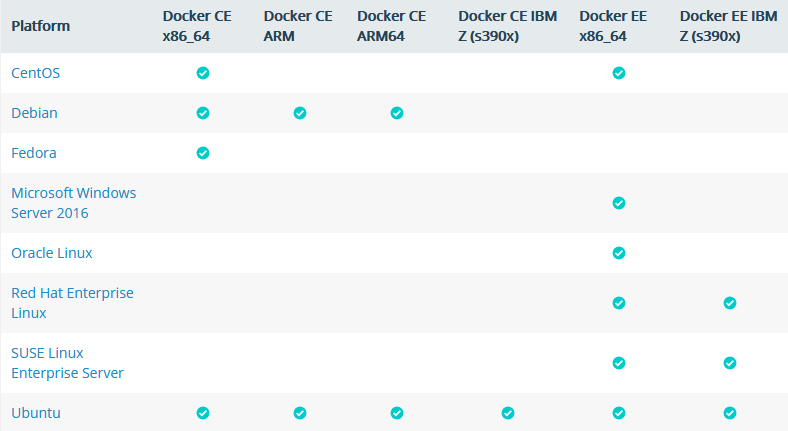 Platform
Docker CE x86_64
Docker CE ARM
Docker CE ARM64
Docker CE IBM Z (s390x)
Docker EE x86_64
Docker EE IBM Z (s390x)
CentOS
Debian
Fedora
Microsoft Windows
Server 2016
Oracle Linux
Red Hat Enterprise
Linux
SUSE Linux
Enterprise Server
Ubuntu